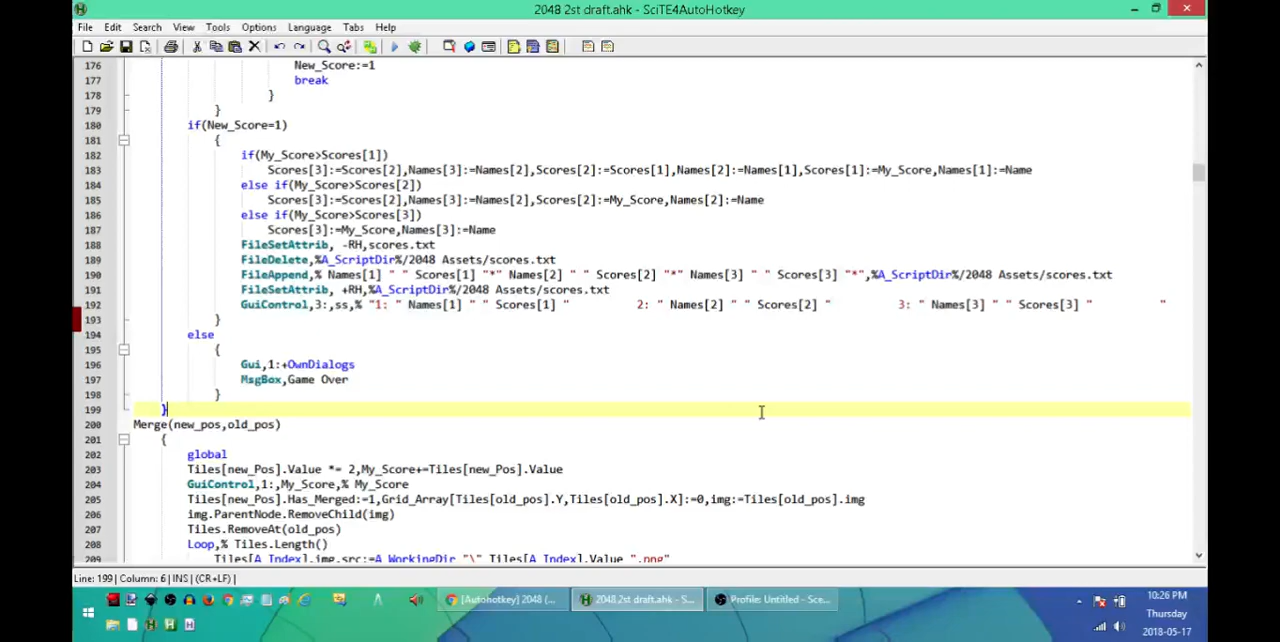 2048 2st draft.ahk - SciTE4AutoHotkey
File Edit Search View Tools Options Language Tabs Help
176 New_Score:=1
177 break
178 }
179 }
180 if(New_Score=1)
181 {
182 if(My_Score>Scores[1])
183 Scores[3]:=Scores[2],Names[3]:=Names[2],Scores[2]:=Scores[1],Names[2]:=Names[1],Scores[1]:=My_Score,Names[1]:=Name
184 else if(My_Score>Scores[2])
185 Scores[3]:=Scores[2],Names[3]:=Names[2],Scores[2]:=My_Score,Names[2]:=Name
186 else if(My_Score>Scores[3])
187 Scores[3]:=My_Score,Names[3]:=Name
188 FileSetAttrib, -RH,scores.txt
189 FileDelete,%A_ScriptDir%/2048 Assets/scores.txt
190 FileAppend,% Names[1] " " Scores[1] "*" Names[2] " " Scores[2] "*" Names[3] " " Scores[3] "*",%A_ScriptDir%/2048 Assets/scores.txt
191 FileSetAttrib, +RH,%A_ScriptDir%/2048 Assets/scores.txt
192 GuiControl,3:,ss,% "1: " Names[1] " " Scores[1] " 2: " Names[2] " " Scores[2] " 3: " Names[3] " " Scores[3] " "
193 }
194 else
195 {
196 Gui,1:+OwnDialogs
197 MsgBox,Game Over
198 }
199 }
200 Merge(new_pos,old_pos)
201 {
202 global
203 Tiles[new_Pos].Value *= 2,My_Score+=Tiles[new_Pos].Value
204 GuiControl,1:,My_Score,% My_Score
205 Tiles[new_Pos].Has_Merged:=1,Grid_Array[Tiles[old_pos].Y,Tiles[old_pos].X]:=0,img:=Tiles[old_pos].img
206 img.ParentNode.RemoveChild(img)
207 Tiles.RemoveAt(old_pos)
208 Loop,% Tiles.Length()
209 Tiles[A_Index].img.src:=A_WorkingDir "\" Tiles[A_Index].Value ".png"
Line: 199 | Column: 6 | INS | (CR+LF) |
[Autohotkey] 2048 (... 2048 2st draft.ahk - S... Profile: Untitled - Sce...
10:26 PM
Thursday
2018-05-17